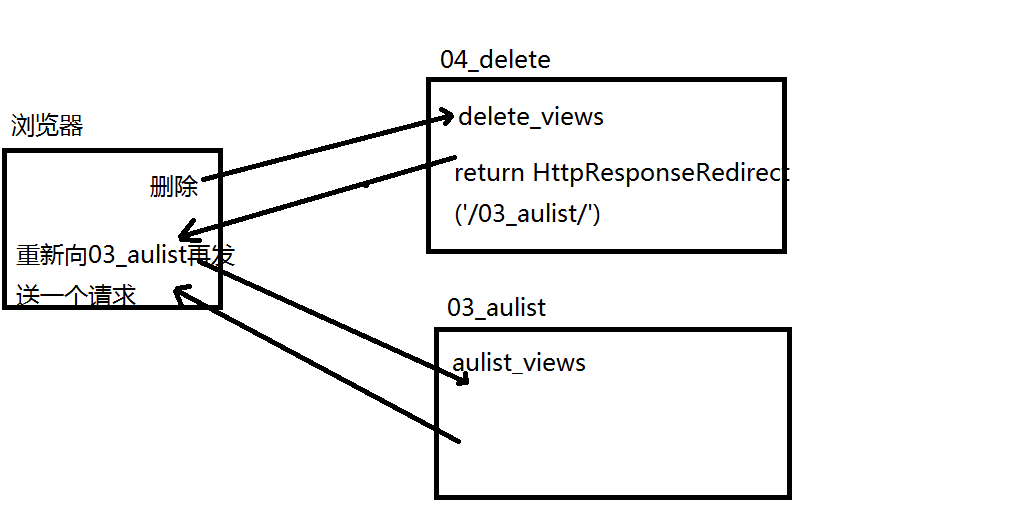 04_delete
浏览器
delete_views
return HttpResponseRedirect
('/03_aulist/')
删除
重新向03_aulist再发
送一个请求
03_aulist
aulist_views